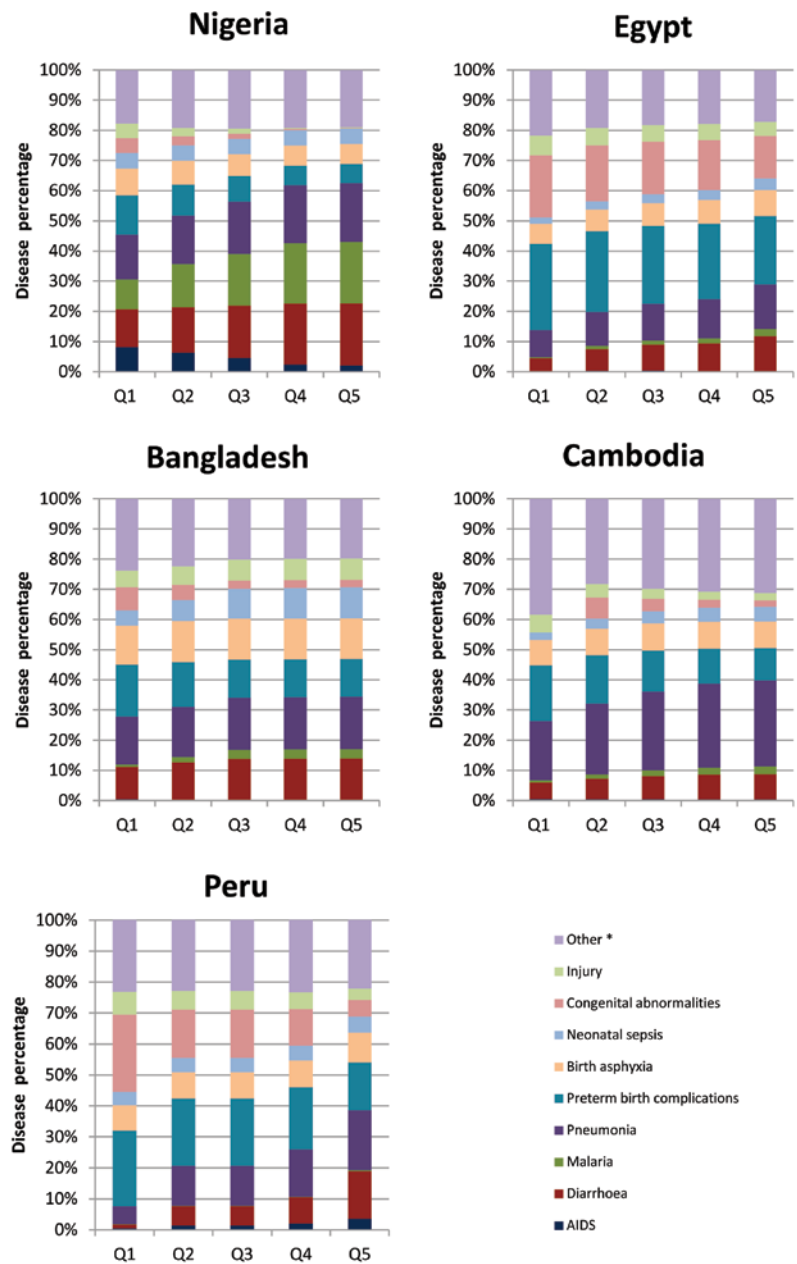 Nigeria
Disease percentage
100%
90%
80%
70%
60%
50%
40%
30%
20%
10%
0%
Q1 Q2 Q3 Q4 Q5
Egypt
Disease percentage
100%
90%
80%
70%
60%
50%
40%
30%
20%
10%
0%
Q1 Q2 Q3 Q4 Q5
Bangladesh
Disease percentage
100%
90%
80%
70%
60%
50%
40%
30%
20%
10%
0%
Q1 Q2 Q3 Q4 Q5
Cambodia
Disease percentage
100%
90%
80%
70%
60%
50%
40%
30%
20%
10%
0%
Q1 Q2 Q3 Q4 Q5
Peru
Disease percentage
100%
90%
80%
70%
60%
50%
40%
30%
20%
10%
0%
Q1 Q2 Q3 Q4 Q5
Other *
Injury
Congenital abnormalities
Neonatal sepsis
Birth asphyxia
Preterm birth complications
Pneumonia
Malaria
Diarrhoea
AIDS